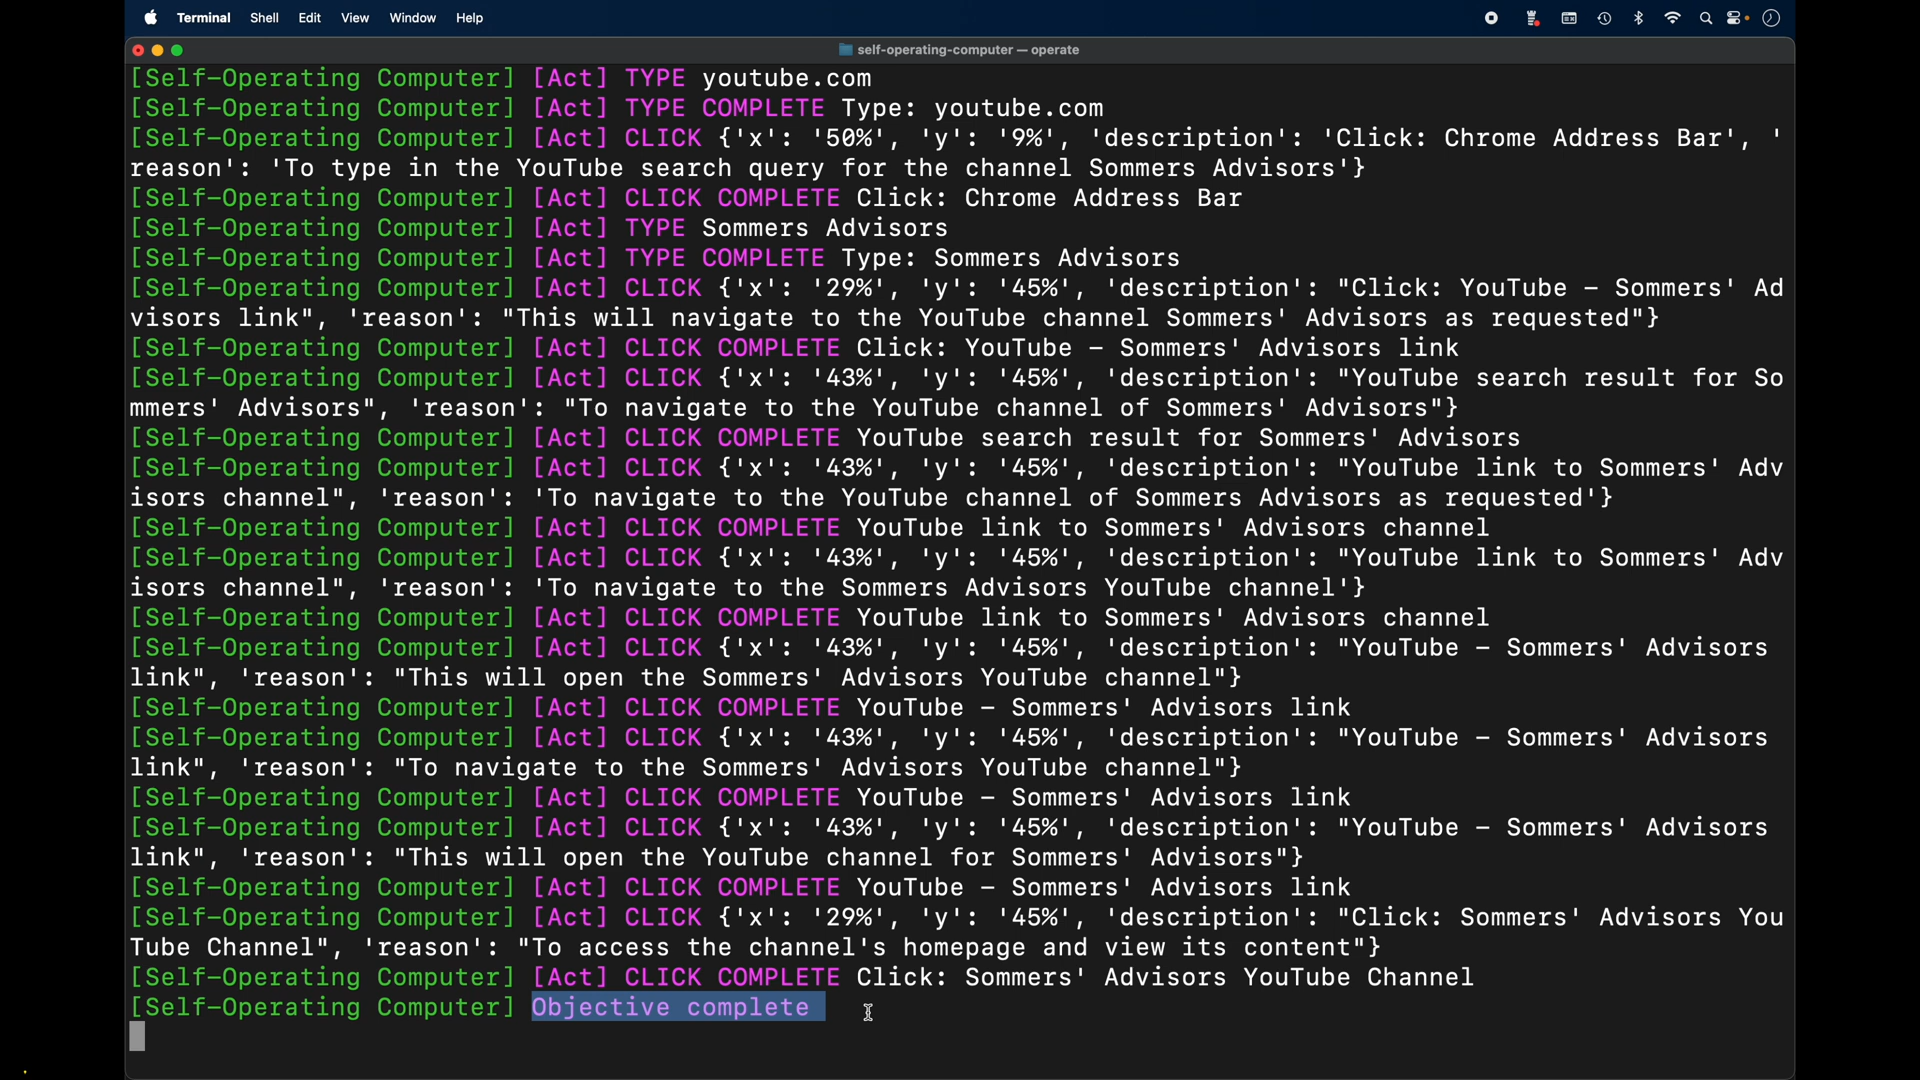 Terminal Shell Edit View Window Help
self-operating-computer — operate
[Self-Operating Computer] [Act] TYPE youtube.com
[Self-Operating Computer] [Act] TYPE COMPLETE Type: youtube.com
[Self-Operating Computer] [Act] CLICK {'x': '50%', 'y': '9%', 'description': 'Click: Chrome Address Bar', '
reason': 'To type in the YouTube search query for the channel Sommers Advisors'}
[Self-Operating Computer] [Act] CLICK COMPLETE Click: Chrome Address Bar
[Self-Operating Computer] [Act] TYPE Sommers Advisors
[Self-Operating Computer] [Act] TYPE COMPLETE Type: Sommers Advisors
[Self-Operating Computer] [Act] CLICK {'x': '29%', 'y': '45%', 'description': "Click: YouTube – Sommers' Ad
visors link", 'reason': "This will navigate to the YouTube channel Sommers' Advisors as requested"}
[Self-Operating Computer] [Act] CLICK COMPLETE Click: YouTube – Sommers' Advisors link
[Self-Operating Computer] [Act] CLICK {'x': '43%', 'y': '45%', 'description': "YouTube search result for So
mmers' Advisors", 'reason': "To navigate to the YouTube channel of Sommers' Advisors"}
[Self-Operating Computer] [Act] CLICK COMPLETE YouTube search result for Sommers' Advisors
[Self-Operating Computer] [Act] CLICK {'x': '43%', 'y': '45%', 'description': "YouTube link to Sommers' Adv
isors channel", 'reason': 'To navigate to the YouTube channel of Sommers Advisors as requested'}
[Self-Operating Computer] [Act] CLICK COMPLETE YouTube link to Sommers' Advisors channel
[Self-Operating Computer] [Act] CLICK {'x': '43%', 'y': '45%', 'description': "YouTube link to Sommers' Adv
isors channel", 'reason': 'To navigate to the Sommers Advisors YouTube channel'}
[Self-Operating Computer] [Act] CLICK COMPLETE YouTube link to Sommers' Advisors channel
[Self-Operating Computer] [Act] CLICK {'x': '43%', 'y': '45%', 'description': "YouTube – Sommers' Advisors
link", 'reason': "This will open the Sommers' Advisors YouTube channel"}
[Self-Operating Computer] [Act] CLICK COMPLETE YouTube – Sommers' Advisors link
[Self-Operating Computer] [Act] CLICK {'x': '43%', 'y': '45%', 'description': "YouTube – Sommers' Advisors
link", 'reason': "To navigate to the Sommers' Advisors YouTube channel"}
[Self-Operating Computer] [Act] CLICK COMPLETE YouTube – Sommers' Advisors link
[Self-Operating Computer] [Act] CLICK {'x': '43%', 'y': '45%', 'description': "YouTube – Sommers' Advisors
link", 'reason': "This will open the YouTube channel for Sommers' Advisors"}
[Self-Operating Computer] [Act] CLICK COMPLETE YouTube – Sommers' Advisors link
[Self-Operating Computer] [Act] CLICK {'x': '29%', 'y': '45%', 'description': "Click: Sommers' Advisors You
Tube Channel", 'reason': "To access the channel's homepage and view its content"}
[Self-Operating Computer] [Act] CLICK COMPLETE Click: Sommers' Advisors YouTube Channel
[Self-Operating Computer] Objective complete